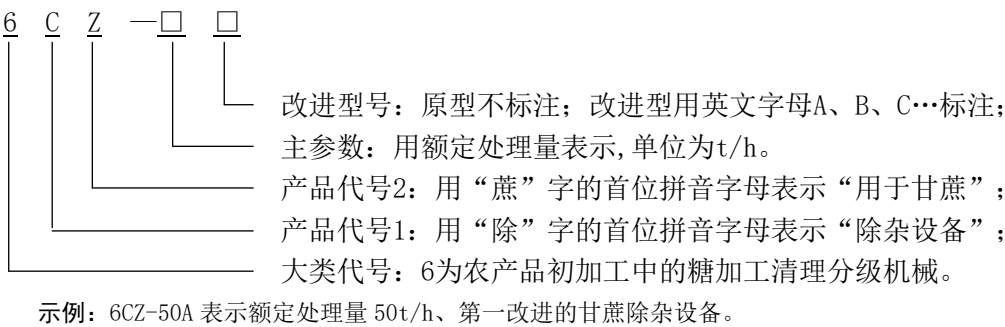 6 C Z —□ □
改进型号：原型不标注；改进型用英文字母A、B、C…标注；
主参数：用额定处理量表示,单位为t/h。
产品代号2：用“蔗”字的首位拼音字母表示“用于甘蔗”；
产品代号1：用“除”字的首位拼音字母表示“除杂设备”；
大类代号：6为农产品初加工中的糖加工清理分级机械。
示例：6CZ-50A 表示额定处理量 50t/h、第一改进的甘蔗除杂设备。